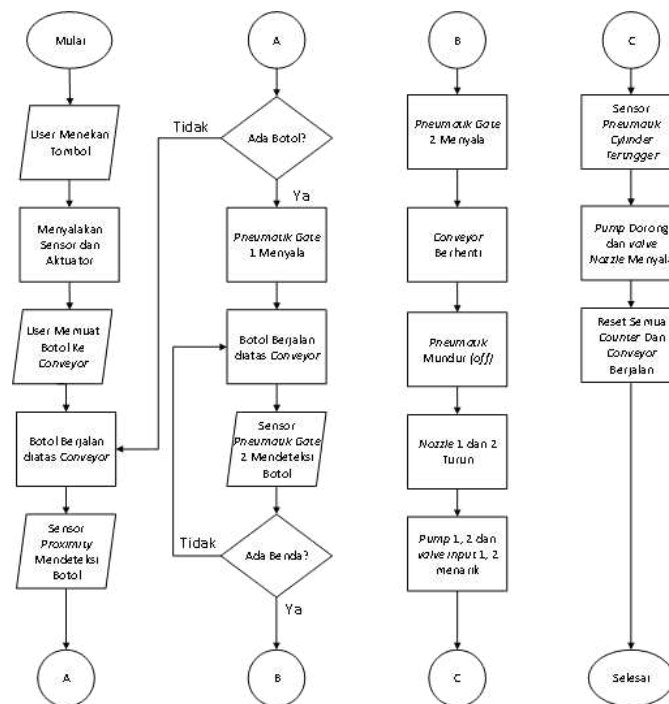 Mulai
User Menekan
Tombol
Menyalakan
Sensor dan
Aktuator
User Memuat
Botol Ke
Conveyor
Botol Berjalan
diatas Conveyor
Sensor
Proximity
Mendeteksi
Botol
A
A
Ada Botol?
Tidak
Ya
Pneumatik Gate
1 Menyala
Botol Berjalan
diatas Conveyor
Sensor
Pneumatik Gate
2 Mendeteksi
Botol
Ada Benda?
Tidak
Ya
B
B
Pneumatik Gate
2 Menyala
Conveyor
Berhenti
Pneumatik
Mundur (off)
Nozzle 1 dan 2
Turun
Pump 1, 2 dan
valve input 1, 2
menarik
C
C
Sensor
Pneumatik
Cylinder
Tertrigger
Pump Dorong
dan valve
Nozzle Menyala
Reset Semua
Counter Dan
Conveyor
Berjalan
Selesai